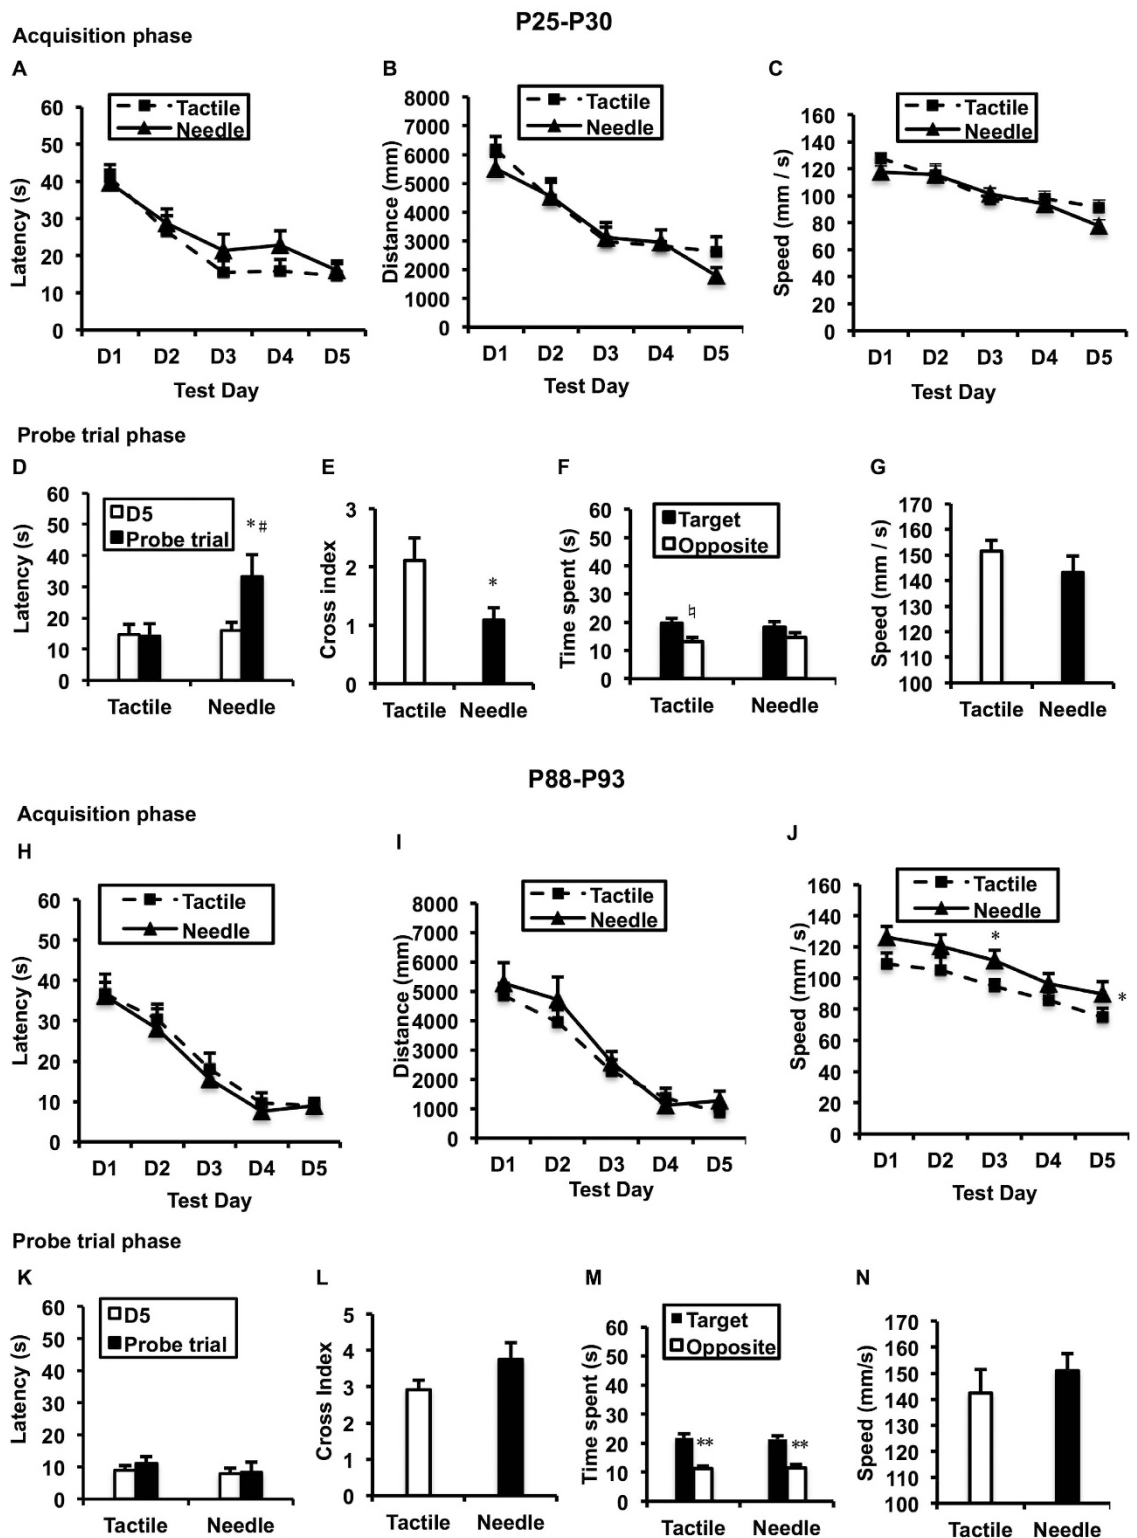 P25-P30
Acquisition phase
A
Tactile
Needle
Latency (s)
60
50
40
30
20
10
0
D1 D2 D3 D4 D5
Test Day
B
Tactile
Needle
Distance (mm)
8000
7000
6000
5000
4000
3000
2000
1000
0
D1 D2 D3 D4 D5
Test Day
C
Tactile
Needle
Speed (mm / s)
160
140
120
100
80
60
40
20
0
D1 D2 D3 D4 D5
Test Day
Probe trial phase
D
D5
Probe trial
* #
Latency (s)
60
50
40
30
20
10
0
Tactile Needle
E
Cross index
3
2
1
0
*
Tactile Needle
F
Target
Opposite
Time spent (s)
60
50
40
30
20
10
0
♮
Tactile Needle
G
Speed (mm / s)
170
160
150
140
130
120
110
100
Tactile Needle
P88-P93
Acquisition phase
H
Tactile
Needle
Latency (s)
60
50
40
30
20
10
0
D1 D2 D3 D4 D5
Test Day
I
Tactile
Needle
Distance (mm)
8000
7000
6000
5000
4000
3000
2000
1000
0
D1 D2 D3 D4 D5
Test Day
J
Tactile
Needle
Speed (mm / s)
160
140
120
100
80
60
40
20
0
*
*
D1 D2 D3 D4 D5
Test Day
Probe trial phase
K
D5
Probe trial
Latency (s)
60
50
40
30
20
10
0
Tactile Needle
L
Cross Index
5
4
3
2
1
0
Tactile Needle
M
Target
Opposite
Time spent (s)
60
50
40
30
20
10
0
** **
Tactile Needle
N
Speed (mm/s)
170
160
150
140
130
120
110
100
Tactile Needle